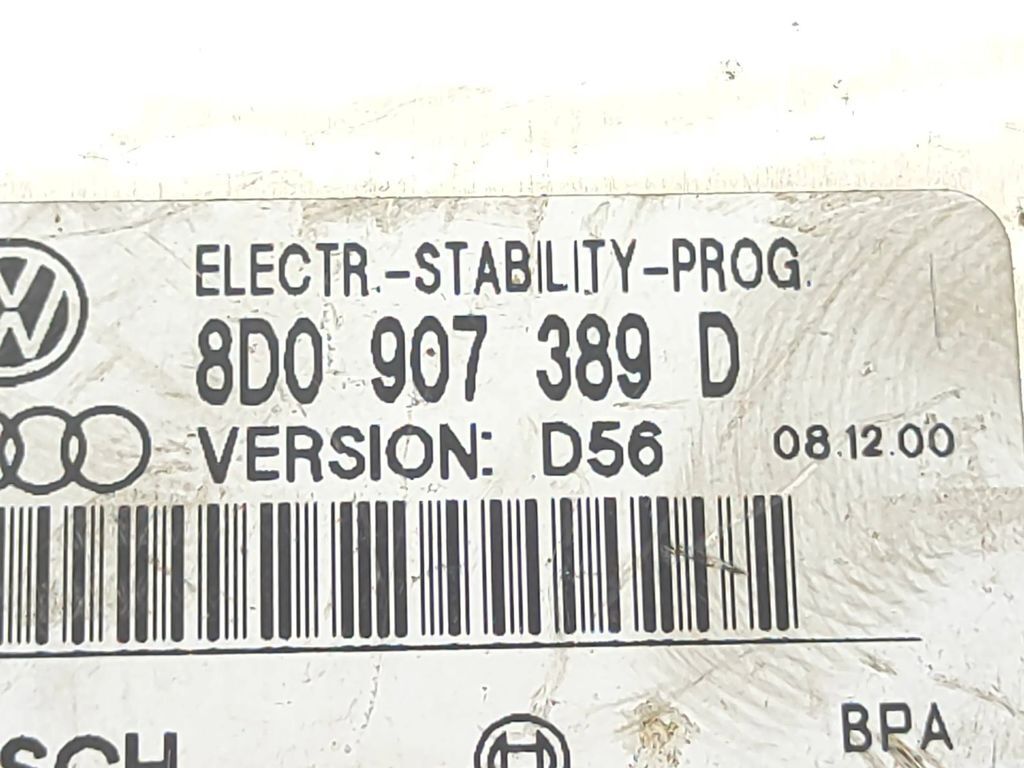 ELECTR.-STABILITY-PROG.
8D0 907 389 D
VERSION: D56 08.12.00
SCH
BPA